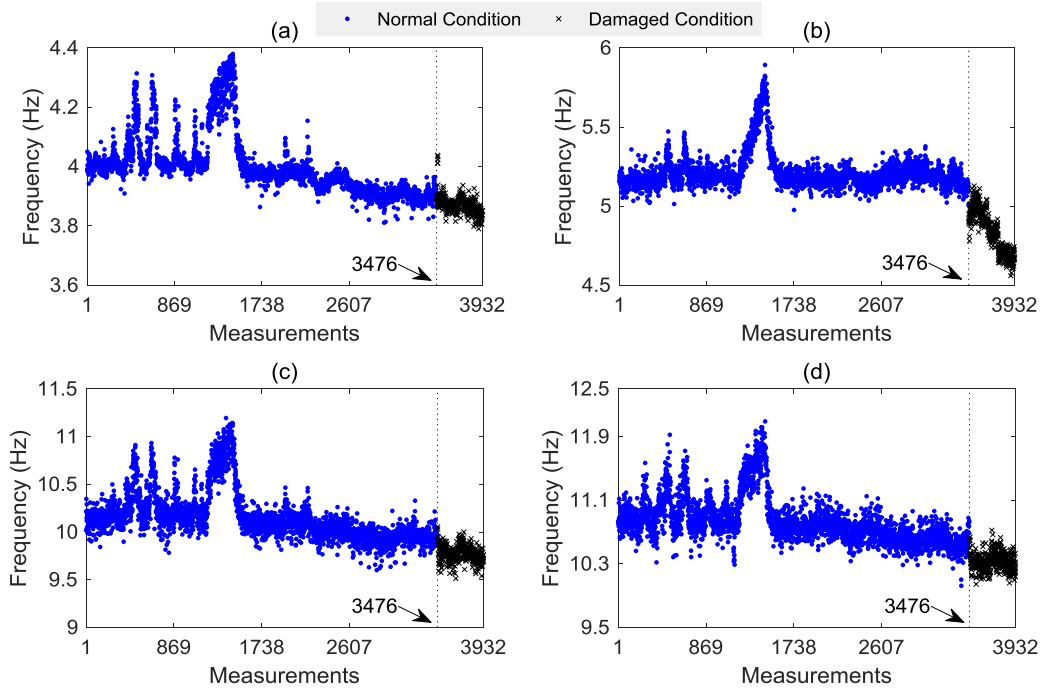 Normal Condition Damaged Condition
(a)
Frequency (Hz)
4.4
4.2
4
3.8
3.6
3476
1 869 1738 2607 3932
Measurements
(b)
Frequency (Hz)
6
5.5
5
4.5
3476
1 869 1738 2607 3932
Measurements
(c)
Frequency (Hz)
11.5
11
10.5
10
9.5
9
3476
1 869 1738 2607 3932
Measurements
(d)
Frequency (Hz)
12.5
11.9
11.1
10.3
9.5
3476
1 869 1738 2607 3932
Measurements